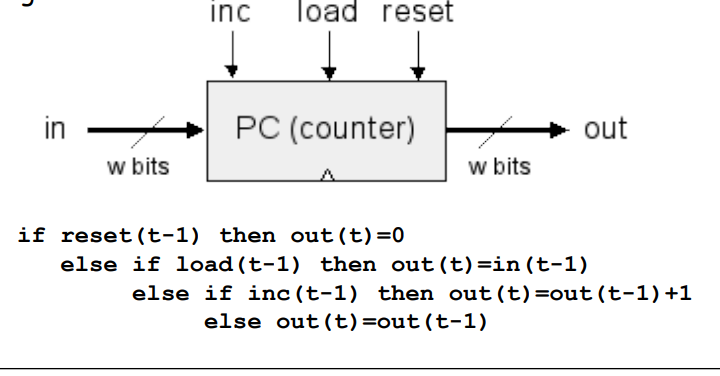 inc load reset
in PC (counter) out
w bits w bits
if reset(t-1) then out(t)=0
else if load(t-1) then out(t)=in(t-1)
else if inc(t-1) then out(t)=out(t-1)+1
else out(t)=out(t-1)